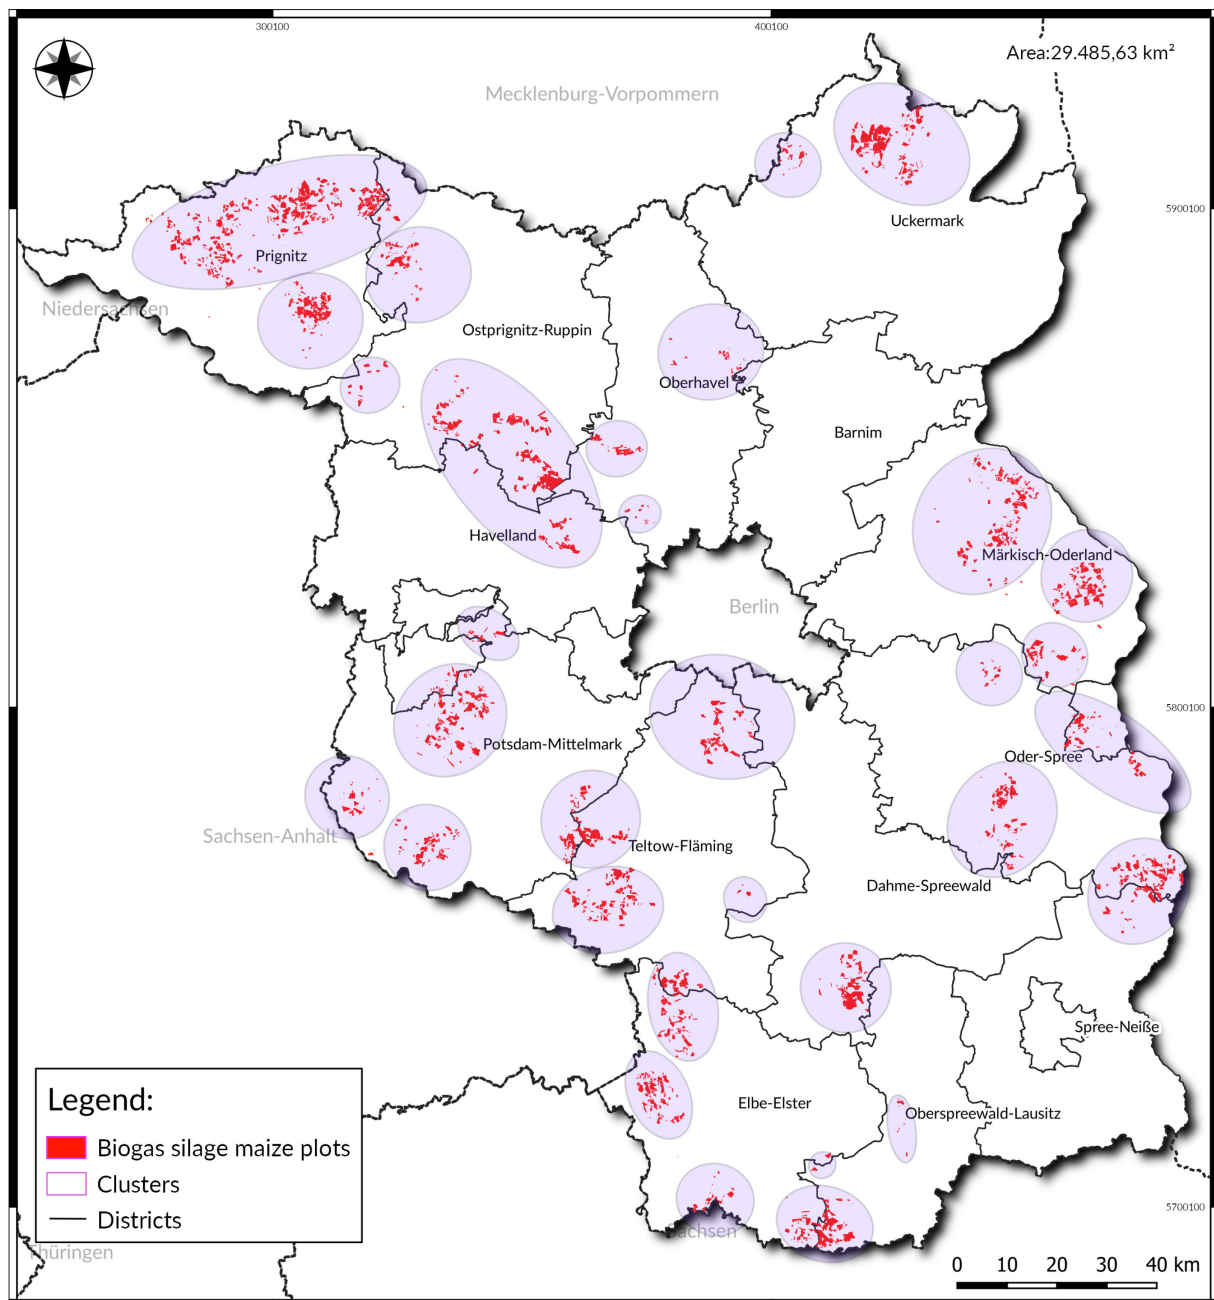 300100
400100
Area:29.485,63 km²
Mecklenburg-Vorpommern
5900100
Uckermark
Prignitz
Niedersachsen
Ostprignitz-Ruppin
Oberhavel
Barnim
Havelland
Märkisch-Oderland
Berlin
5800100
Potsdam-Mittelmark
Oder-Spree
Sachsen-Anhalt
Teltow-Fläming
Dahme-Spreewald
Spree-Neiße
Elbe-Elster
Oberspreewald-Lausitz
Legend:
Biogas silage maize plots
Clusters
Districts
5700100
Sachsen
Thüringen
0 10 20 30 40 km